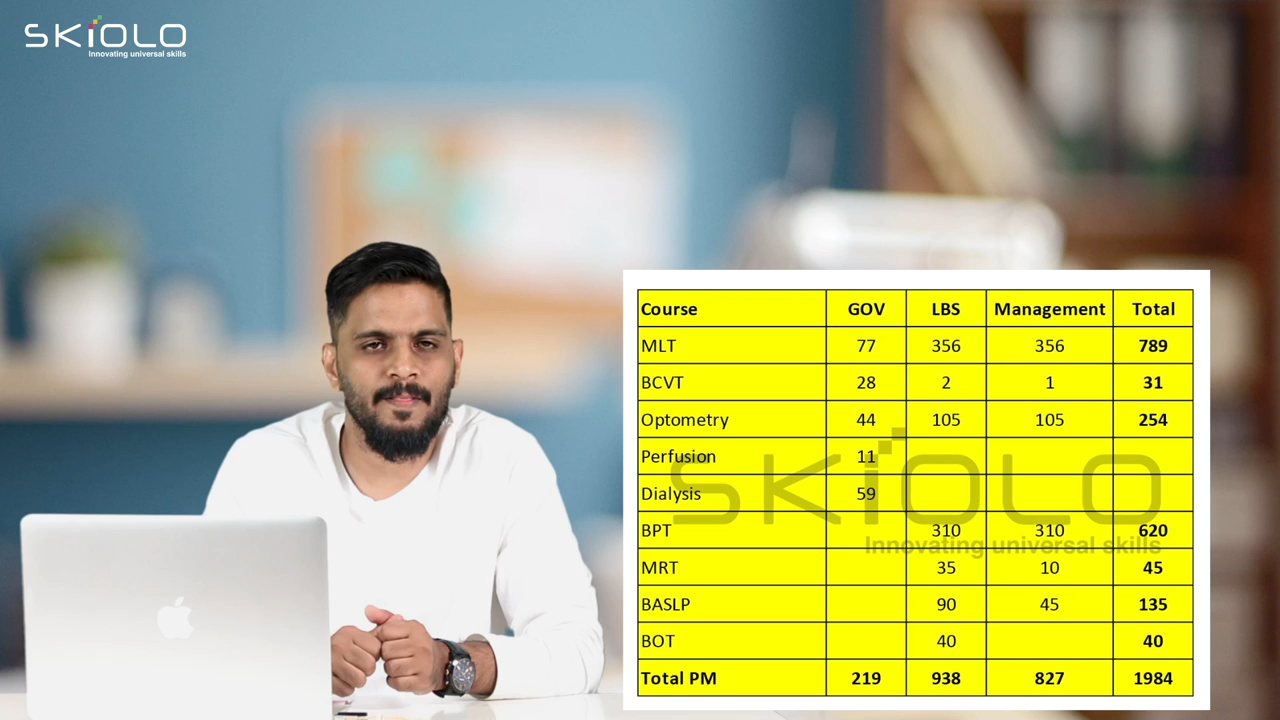 SKiOLO
Innovating universal skills
Course GOV LBS Management Total
MLT 77 356 356 789
BCVT 28 2 1 31
Optometry 44 105 105 254
Perfusion 11
Dialysis 59
BPT 310 310 620
MRT 35 10 45
BASLP 90 45 135
BOT 40 40
Total PM 219 938 827 1984
SKiOLO
Innovating universal skills